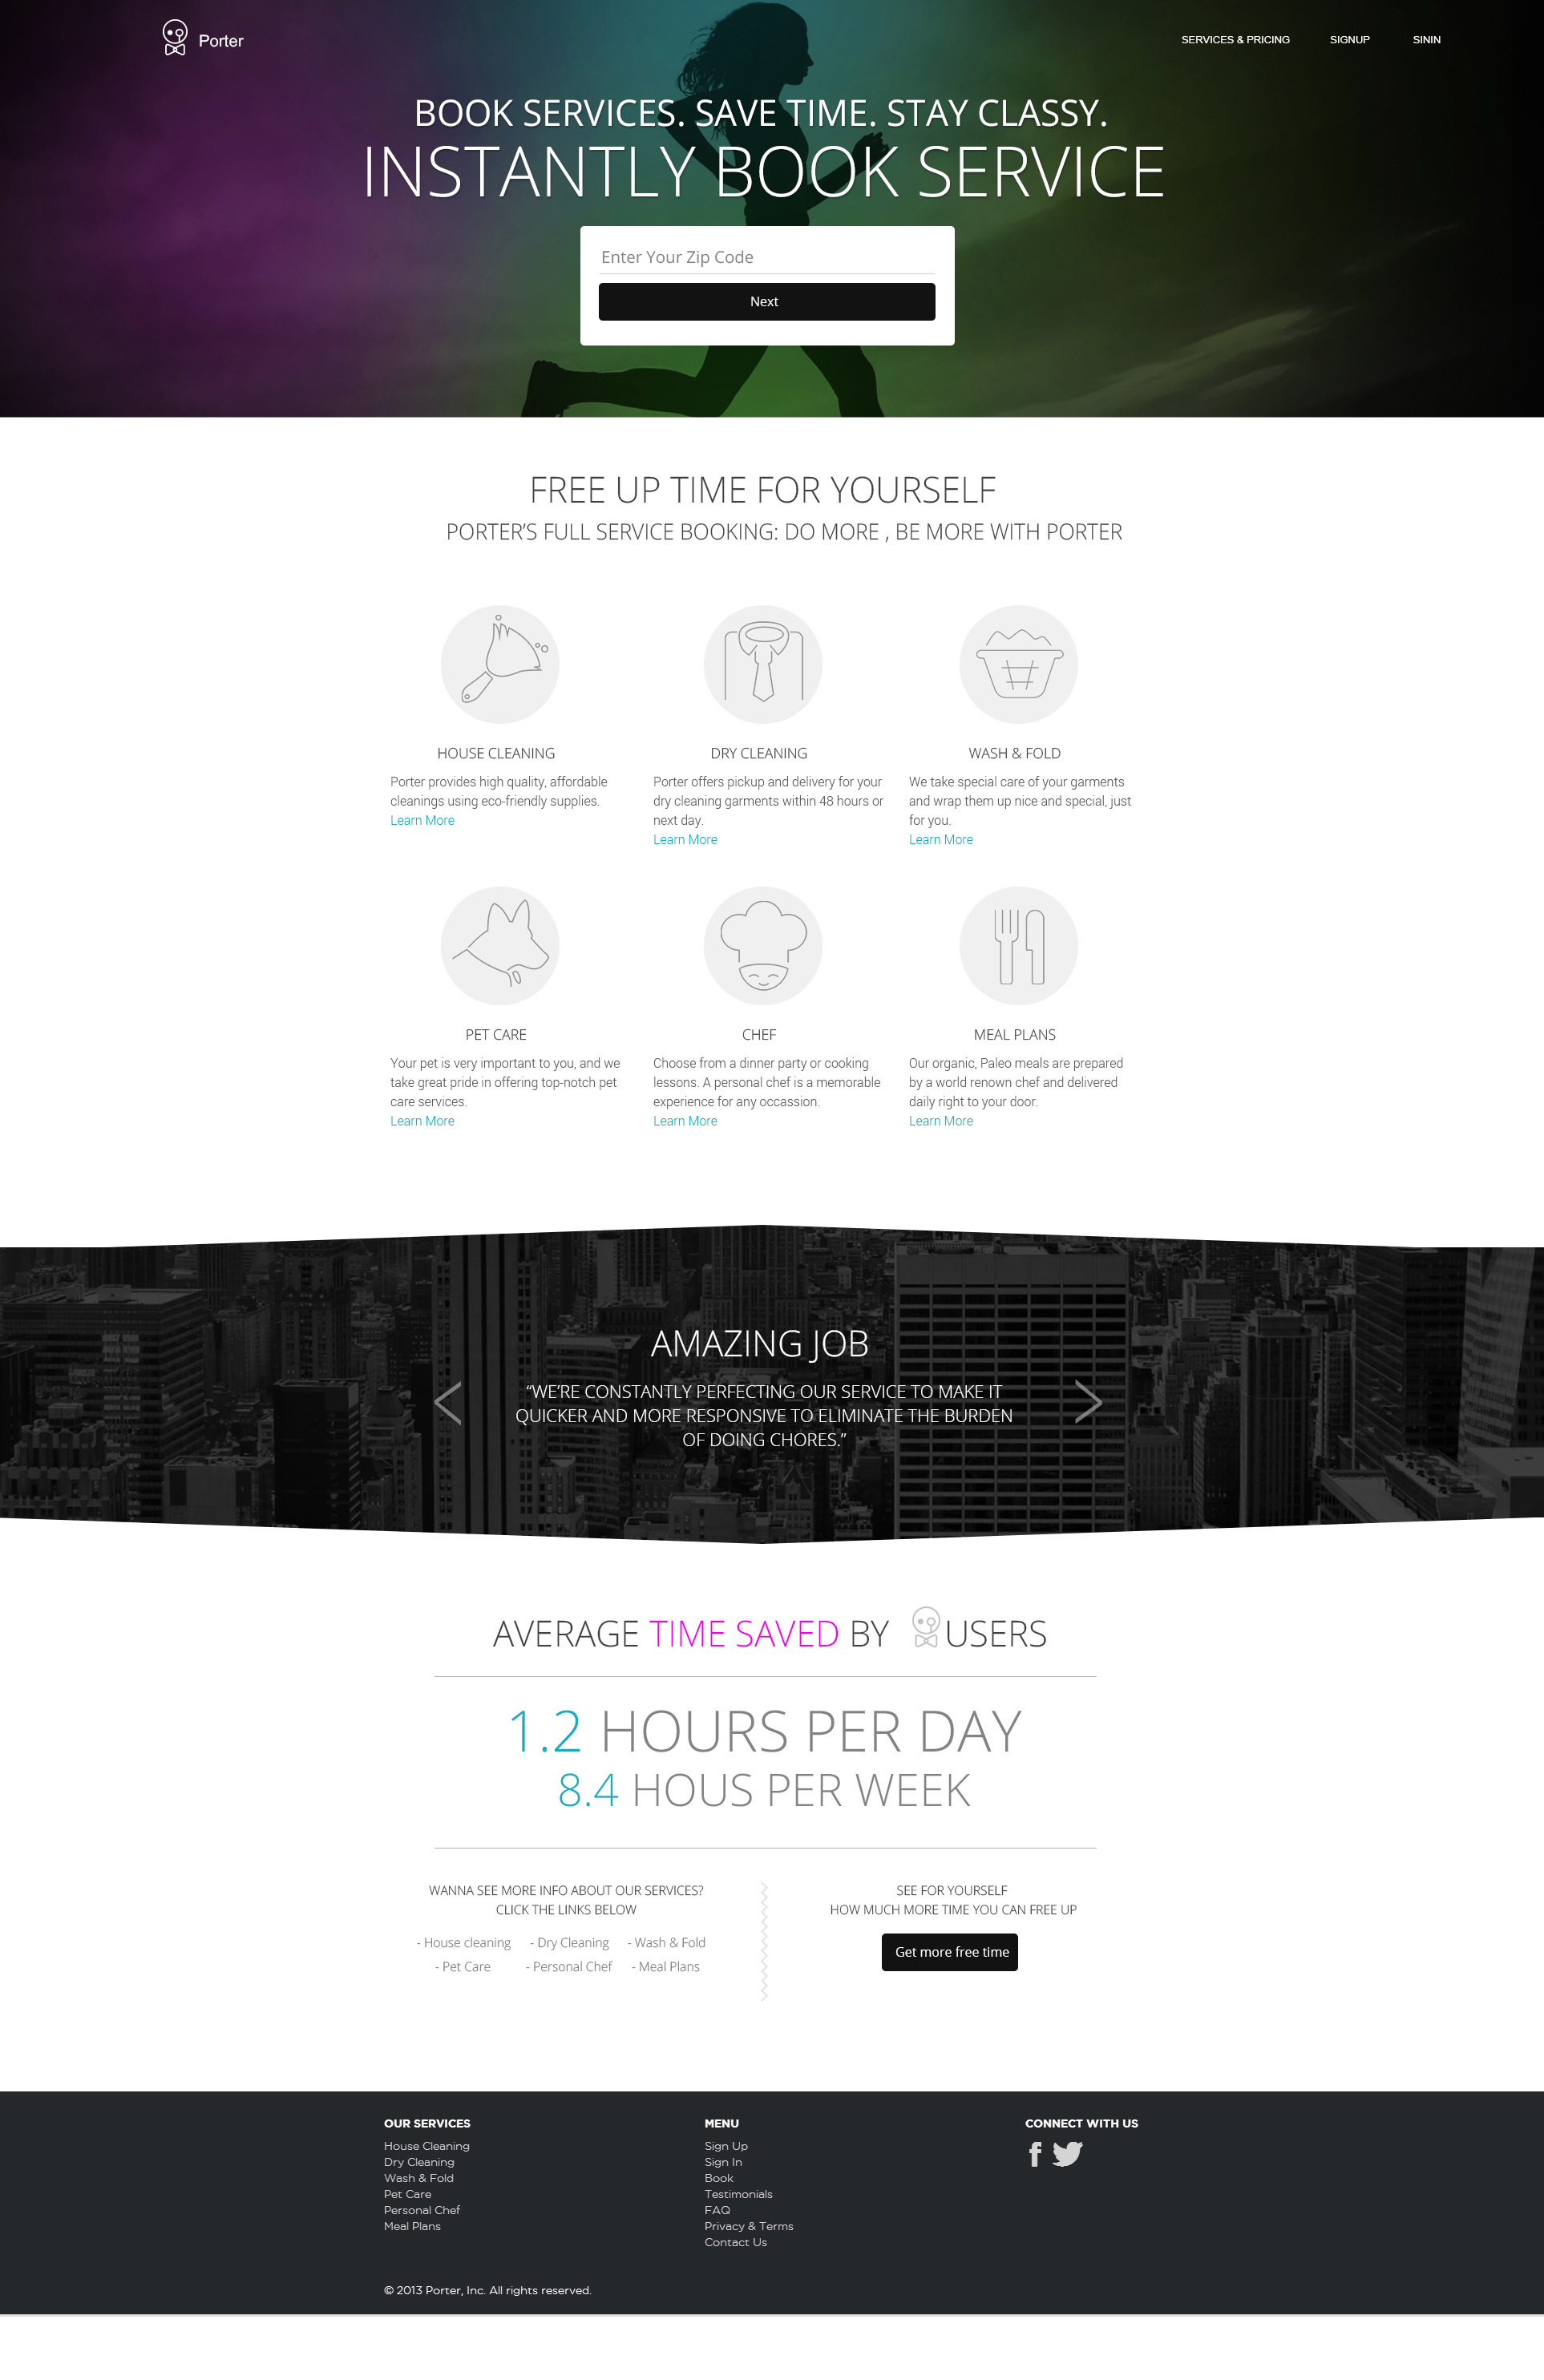 Porter
SERVICES & PRICING
SIGNUP
SININ
BOOK SERVICES. SAVE TIME. STAY CLASSY.
INSTANTLY BOOK SERVICE
Enter Your Zip Code
Next
FREE UP TIME FOR YOURSELF
PORTER’S FULL SERVICE BOOKING: DO MORE , BE MORE WITH PORTER
HOUSE CLEANING
Porter provides high quality, affordable
cleanings using eco-friendly supplies.
Learn More
DRY CLEANING
Porter offers pickup and delivery for your
dry cleaning garments within 48 hours or
next day.
Learn More
WASH & FOLD
We take special care of your garments
and wrap them up nice and special, just
for you.
Learn More
PET CARE
Your pet is very important to you, and we
take great pride in offering top-notch pet
care services.
Learn More
CHEF
Choose from a dinner party or cooking
lessons. A personal chef is a memorable
experience for any occassion.
Learn More
MEAL PLANS
Our organic, Paleo meals are prepared
by a world renown chef and delivered
daily right to your door.
Learn More
AMAZING JOB
“WE’RE CONSTANTLY PERFECTING OUR SERVICE TO MAKE IT
QUICKER AND MORE RESPONSIVE TO ELIMINATE THE BURDEN
OF DOING CHORES.”
AVERAGE TIME SAVED BY USERS
1.2 HOURS PER DAY
8.4 HOUS PER WEEK
WANNA SEE MORE INFO ABOUT OUR SERVICES?
CLICK THE LINKS BELOW
- House cleaning - Dry Cleaning - Wash & Fold
- Pet Care - Personal Chef - Meal Plans
SEE FOR YOURSELF
HOW MUCH MORE TIME YOU CAN FREE UP
Get more free time
OUR SERVICES
House Cleaning
Dry Cleaning
Wash & Fold
Pet Care
Personal Chef
Meal Plans
MENU
Sign Up
Sign In
Book
Testimonials
FAQ
Privacy & Terms
Contact Us
CONNECT WITH US
© 2013 Porter, Inc. All rights reserved.